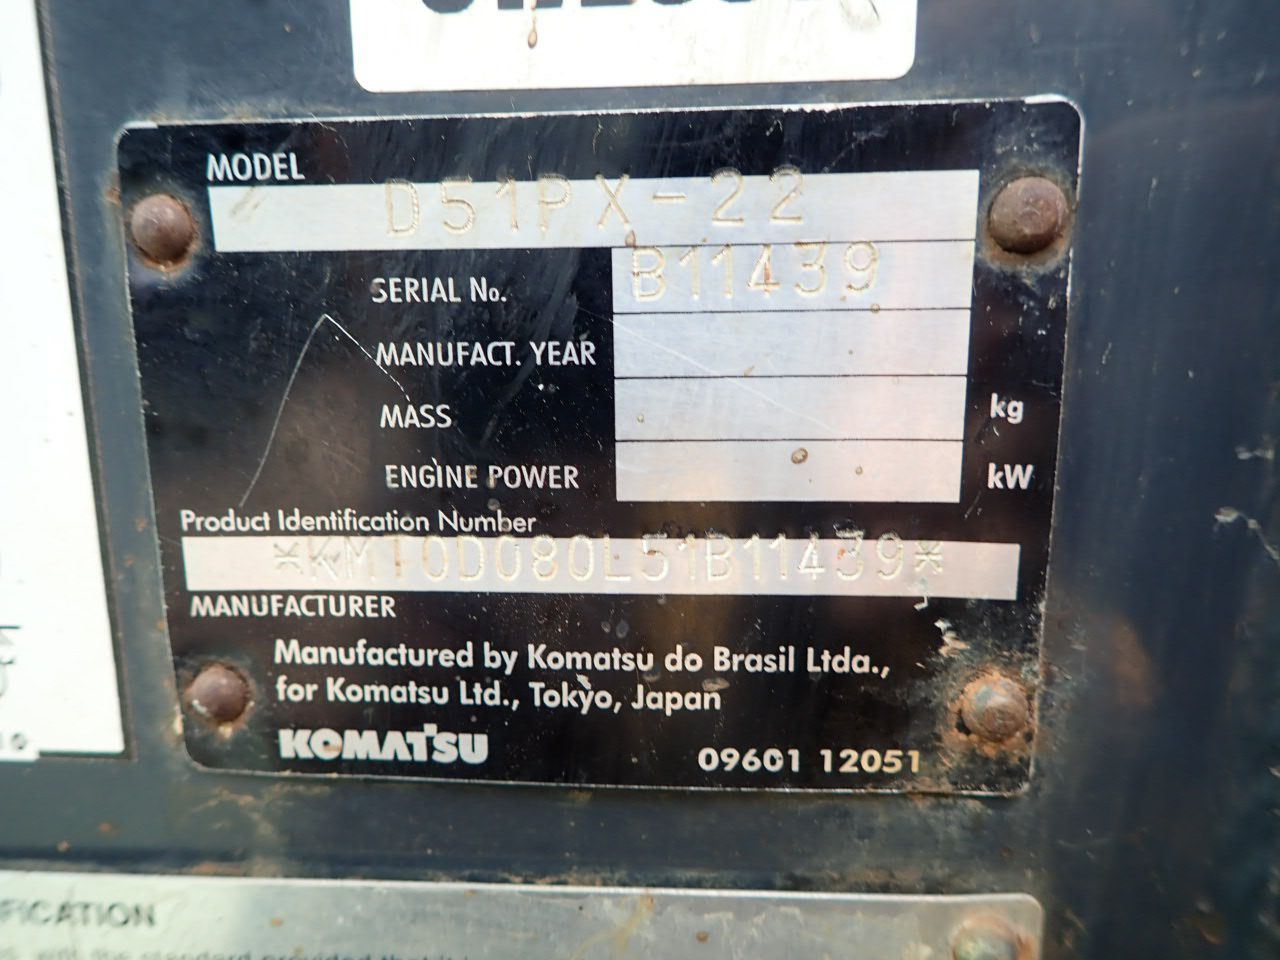 MODEL
D51PX-22
SERIAL No. B11439
MANUFACT. YEAR
MASS kg
ENGINE POWER kW
Product Identification Number
*KMT0D080L51B11439*
MANUFACTURER
Manufactured by Komatsu do Brasil Ltda.,
for Komatsu Ltd., Tokyo, Japan
KOMATSU 09601 12051